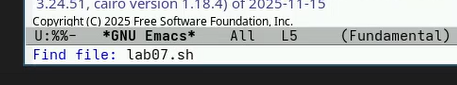 3.24.51, cairo version 1.18.4) of 2025-11-15
Copyright (C) 2025 Free Software Foundation, Inc.
U:%%-  *GNU Emacs*   All   L5    (Fundamental)
Find file: lab07.sh